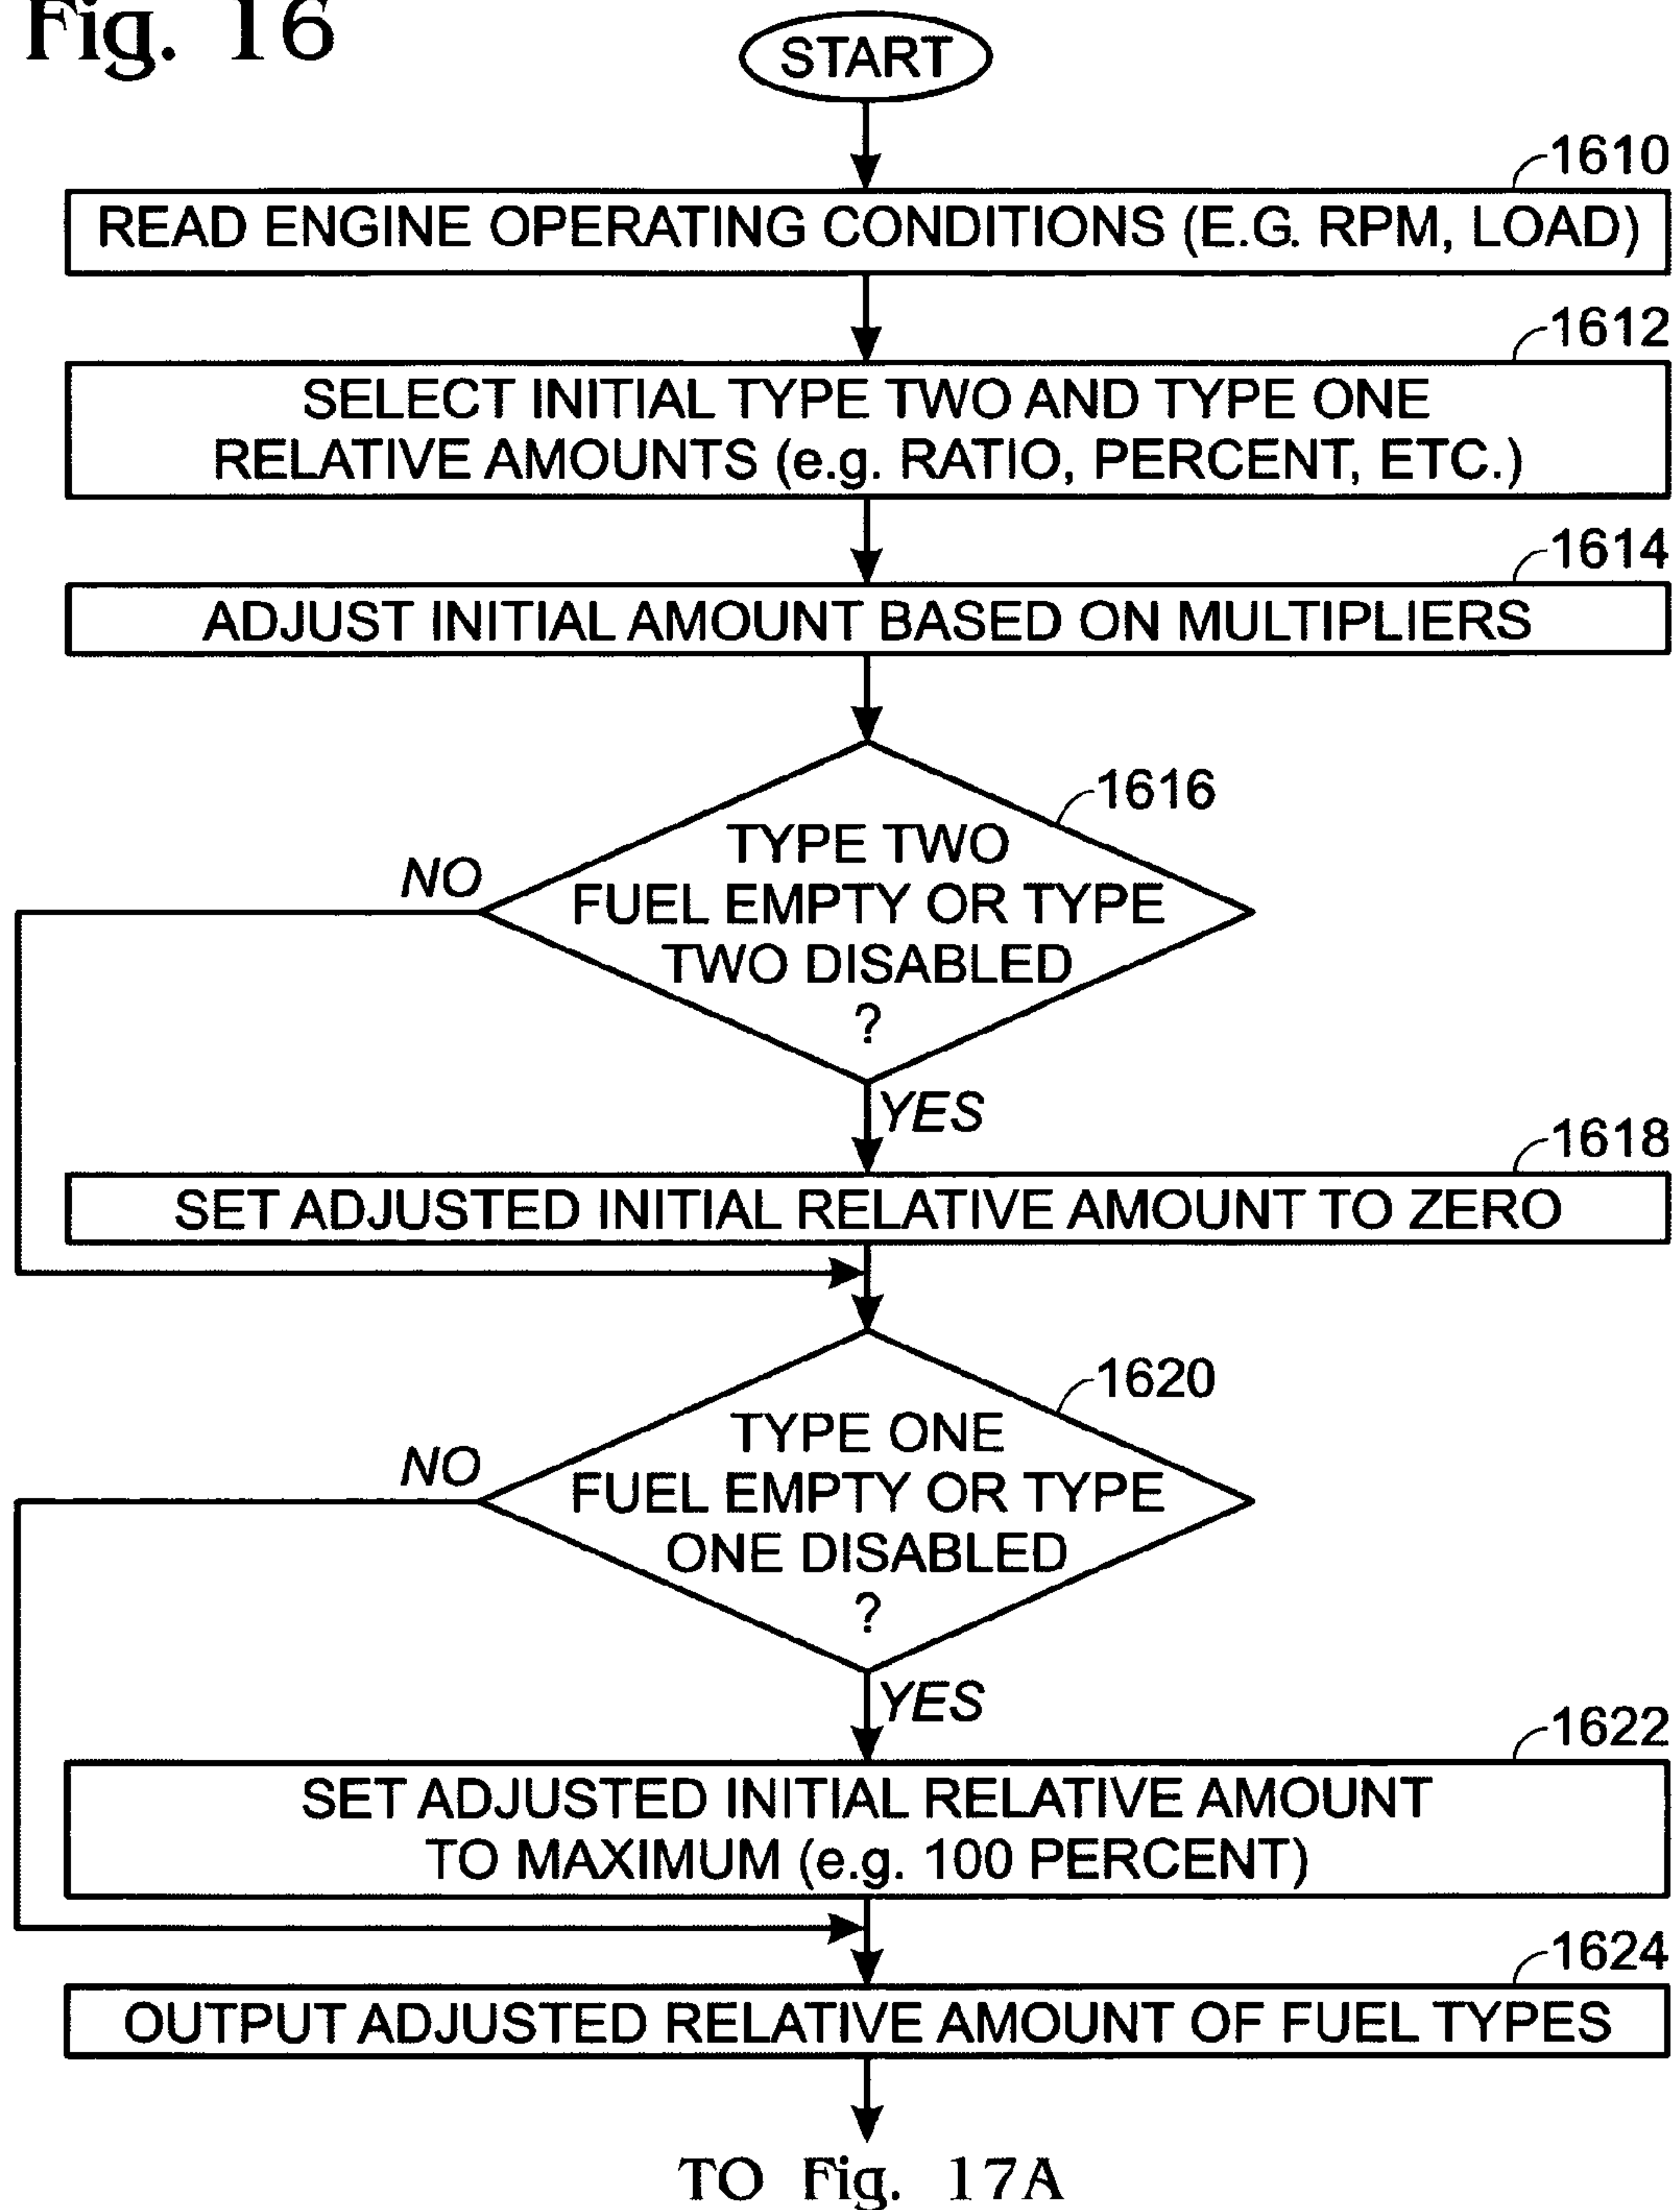 Fig. 16
START
1610
READ ENGINE OPERATING CONDITIONS (E.G. RPM, LOAD)
1612
SELECT INITIAL TYPE TWO AND TYPE ONE
RELATIVE AMOUNTS (e.g. RATIO, PERCENT, ETC.)
1614
ADJUST INITIAL AMOUNT BASED ON MULTIPLIERS
1616
TYPE TWO
NO
FUEL EMPTY OR TYPE
TWO DISABLED
?
YES
1618
SET ADJUSTED INITIAL RELATIVE AMOUNT TO ZERO
1620
TYPE ONE
NO
FUEL EMPTY OR TYPE
ONE DISABLED
?
YES
1622
SET ADJUSTED INITIAL RELATIVE AMOUNT
TO MAXIMUM (e.g. 100 PERCENT)
1624
OUTPUT ADJUSTED RELATIVE AMOUNT OF FUEL TYPES
TO Fig. 17A